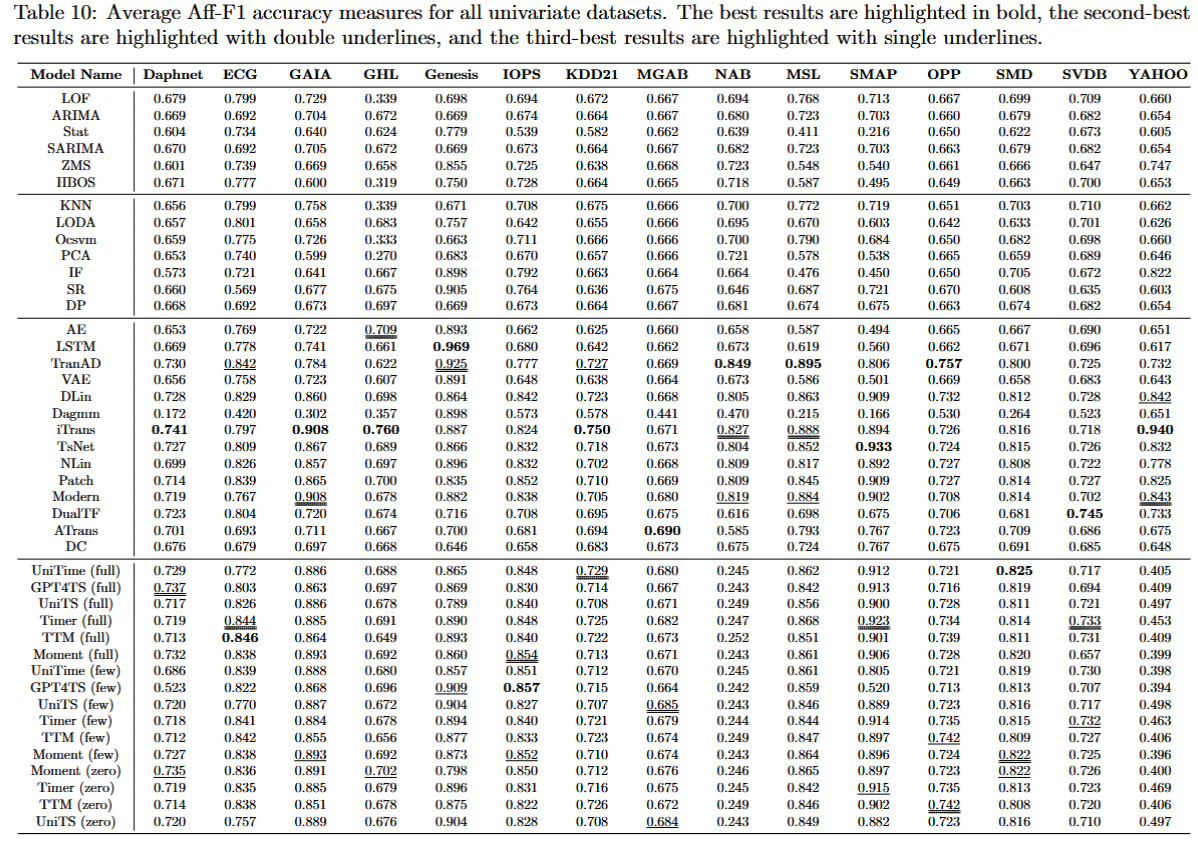 Table 10: Average Aff-F1 accuracy measures for all univariate datasets. The best results are highlighted in bold, the second-best
results are highlighted with double underlines, and the third-best results are highlighted with single underlines.
Model Name Daphnet ECG GAIA GHL Genesis IOPS KDD21 MGAB NAB MSL SMAP OPP SMD SVDB YAHOO
LOF 0.679 0.799 0.729 0.339 0.698 0.694 0.672 0.667 0.694 0.768 0.713 0.667 0.699 0.709 0.660
ARIMA 0.669 0.692 0.704 0.672 0.669 0.674 0.664 0.667 0.680 0.723 0.703 0.660 0.679 0.682 0.654
Stat 0.604 0.734 0.640 0.624 0.779 0.539 0.582 0.662 0.639 0.411 0.216 0.650 0.622 0.673 0.605
SARIMA 0.670 0.692 0.705 0.672 0.669 0.673 0.664 0.667 0.682 0.723 0.703 0.663 0.679 0.682 0.654
ZMS 0.601 0.739 0.669 0.658 0.855 0.725 0.638 0.668 0.723 0.548 0.540 0.661 0.666 0.647 0.747
HBOS 0.671 0.777 0.600 0.319 0.750 0.728 0.664 0.665 0.718 0.587 0.495 0.649 0.663 0.700 0.653
KNN 0.656 0.799 0.758 0.339 0.671 0.708 0.675 0.666 0.700 0.772 0.719 0.651 0.703 0.710 0.662
LODA 0.657 0.801 0.658 0.683 0.757 0.642 0.655 0.666 0.695 0.670 0.603 0.642 0.633 0.701 0.626
Ocsvm 0.659 0.775 0.726 0.333 0.663 0.711 0.666 0.666 0.700 0.790 0.684 0.650 0.682 0.698 0.660
PCA 0.653 0.740 0.599 0.270 0.683 0.670 0.657 0.666 0.721 0.578 0.538 0.665 0.659 0.689 0.646
IF 0.573 0.721 0.641 0.667 0.898 0.792 0.663 0.664 0.664 0.476 0.450 0.650 0.705 0.672 0.822
SR 0.660 0.569 0.677 0.675 0.905 0.764 0.636 0.675 0.646 0.687 0.721 0.670 0.608 0.635 0.603
DP 0.668 0.692 0.673 0.697 0.669 0.673 0.664 0.667 0.681 0.674 0.675 0.663 0.674 0.682 0.654
AE 0.653 0.769 0.722 0.709 0.893 0.662 0.625 0.660 0.658 0.587 0.494 0.665 0.667 0.690 0.651
LSTM 0.669 0.778 0.741 0.661 0.969 0.680 0.642 0.662 0.673 0.619 0.560 0.662 0.671 0.696 0.617
TranAD 0.730 0.842 0.784 0.622 0.925 0.777 0.727 0.669 0.849 0.895 0.806 0.757 0.800 0.725 0.732
VAE 0.656 0.758 0.723 0.607 0.891 0.648 0.638 0.664 0.673 0.586 0.501 0.669 0.658 0.683 0.643
DLin 0.728 0.829 0.860 0.698 0.864 0.842 0.723 0.668 0.805 0.863 0.909 0.732 0.812 0.728 0.842
Dagmm 0.172 0.420 0.302 0.357 0.898 0.573 0.578 0.441 0.470 0.215 0.166 0.530 0.264 0.523 0.651
iTrans 0.741 0.797 0.908 0.760 0.887 0.824 0.750 0.671 0.827 0.888 0.894 0.726 0.816 0.718 0.940
TsNet 0.727 0.809 0.867 0.689 0.866 0.832 0.718 0.673 0.804 0.852 0.933 0.724 0.815 0.726 0.832
NLin 0.699 0.826 0.857 0.697 0.896 0.832 0.702 0.668 0.809 0.817 0.892 0.727 0.808 0.722 0.778
Patch 0.714 0.839 0.865 0.700 0.835 0.852 0.710 0.669 0.809 0.845 0.909 0.727 0.814 0.727 0.825
Modern 0.719 0.767 0.908 0.678 0.882 0.838 0.705 0.680 0.819 0.884 0.902 0.708 0.814 0.702 0.843
DualTF 0.723 0.804 0.720 0.674 0.716 0.708 0.695 0.675 0.616 0.698 0.675 0.706 0.681 0.745 0.733
ATrans 0.701 0.693 0.711 0.667 0.700 0.681 0.694 0.690 0.585 0.793 0.767 0.723 0.709 0.686 0.675
DC 0.676 0.679 0.697 0.668 0.646 0.658 0.683 0.673 0.675 0.724 0.767 0.675 0.691 0.685 0.648
UniTime (full) 0.729 0.772 0.886 0.688 0.865 0.848 0.729 0.680 0.245 0.862 0.912 0.721 0.825 0.717 0.405
GPT4TS (full) 0.737 0.803 0.863 0.697 0.869 0.830 0.714 0.667 0.243 0.862 0.913 0.716 0.819 0.694 0.409
UniTS (full) 0.717 0.826 0.886 0.678 0.789 0.840 0.708 0.671 0.249 0.856 0.900 0.728 0.811 0.721 0.497
Timer (full) 0.719 0.844 0.885 0.691 0.890 0.848 0.725 0.682 0.247 0.868 0.923 0.734 0.814 0.733 0.453
TTM (full) 0.713 0.846 0.864 0.649 0.893 0.840 0.722 0.673 0.252 0.851 0.901 0.739 0.811 0.731 0.409
Moment (full) 0.732 0.838 0.893 0.692 0.860 0.854 0.713 0.671 0.243 0.861 0.906 0.728 0.820 0.657 0.399
UniTime (few) 0.686 0.839 0.888 0.680 0.857 0.851 0.712 0.670 0.245 0.861 0.805 0.721 0.819 0.730 0.398
GPT4TS (few) 0.523 0.822 0.868 0.696 0.909 0.857 0.715 0.664 0.242 0.859 0.520 0.713 0.813 0.707 0.394
UniTS (few) 0.720 0.770 0.887 0.672 0.904 0.827 0.707 0.685 0.243 0.846 0.889 0.723 0.816 0.717 0.498
Timer (few) 0.718 0.841 0.884 0.678 0.894 0.840 0.721 0.679 0.244 0.844 0.914 0.735 0.815 0.732 0.463
TTM (few) 0.712 0.842 0.855 0.656 0.877 0.833 0.723 0.674 0.249 0.847 0.897 0.742 0.809 0.727 0.406
Moment (few) 0.727 0.838 0.893 0.692 0.873 0.852 0.710 0.674 0.243 0.864 0.896 0.724 0.822 0.725 0.396
Moment (zero) 0.735 0.836 0.891 0.702 0.798 0.850 0.712 0.676 0.246 0.865 0.897 0.723 0.822 0.726 0.400
Timer (zero) 0.719 0.835 0.885 0.679 0.896 0.831 0.716 0.675 0.245 0.842 0.915 0.735 0.813 0.723 0.469
TTM (zero) 0.714 0.838 0.851 0.678 0.875 0.822 0.726 0.672 0.249 0.846 0.902 0.742 0.808 0.720 0.406
UniTS (zero) 0.720 0.757 0.889 0.676 0.904 0.828 0.708 0.684 0.243 0.849 0.882 0.723 0.816 0.710 0.497